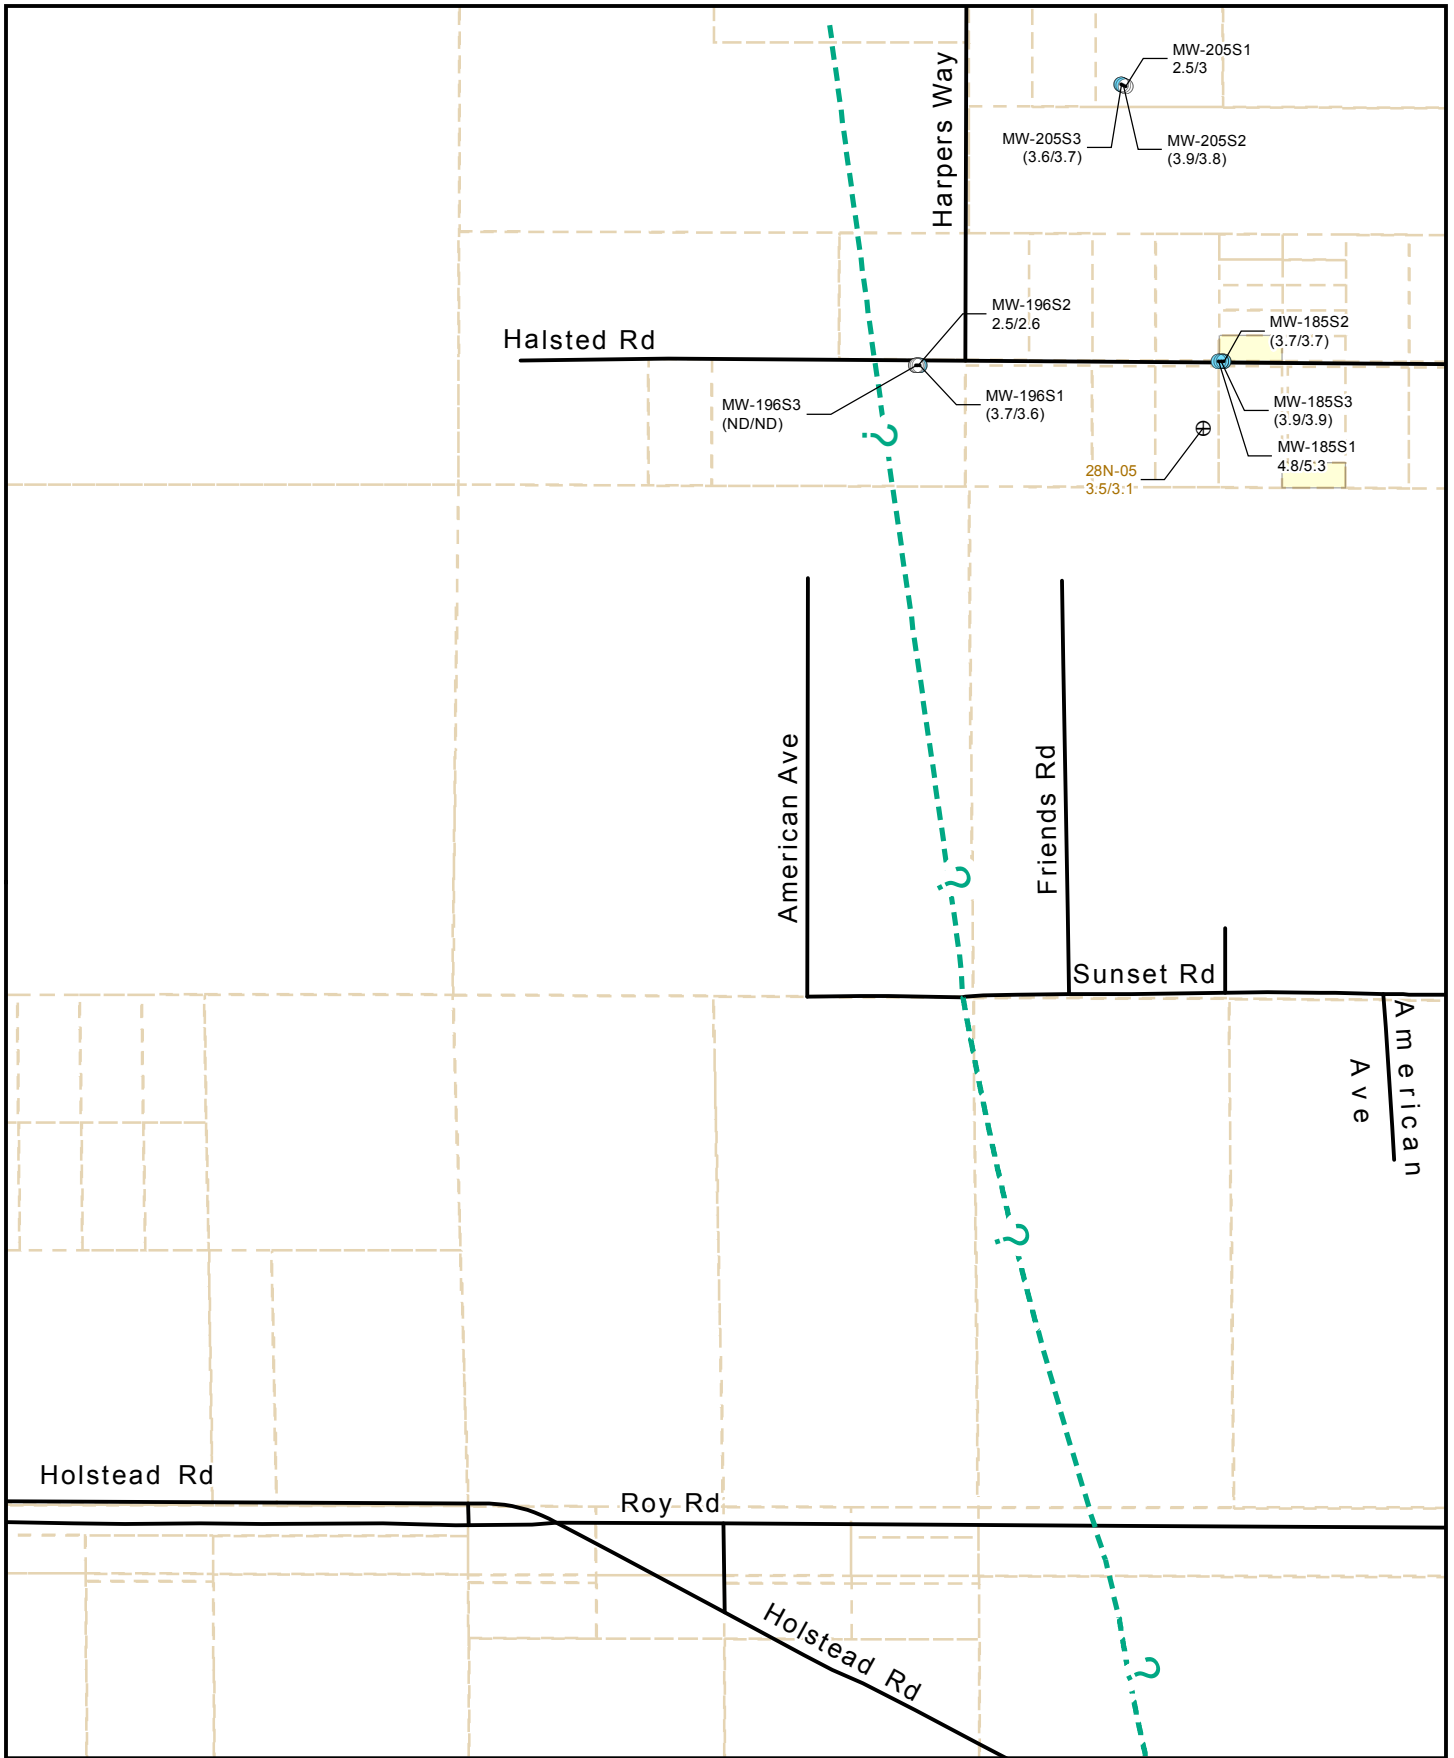 MW-205S1
2.5/3
Harpers Way
MW-205S3
(3.6/3.7)
MW-205S2
(3.9/3.8)
MW-196S2
2.5/2.6
Halsted Rd
MW-185S2
(3.7/3.7)
MW-196S3
(ND/ND)
MW-196S1
(3.7/3.6)
MW-185S3
(3.9/3.9)
?
MW-185S1
4.8/5.3
28N-05
3.5/3.1
American Ave
Friends Rd
?
Sunset Rd
American
Ave
?
Holstead Rd
Roy Rd
Holstead Rd
?